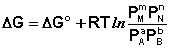 ΔG = ΔG° + RT ln P_M^m P_N^n / P_A^a P_B^b